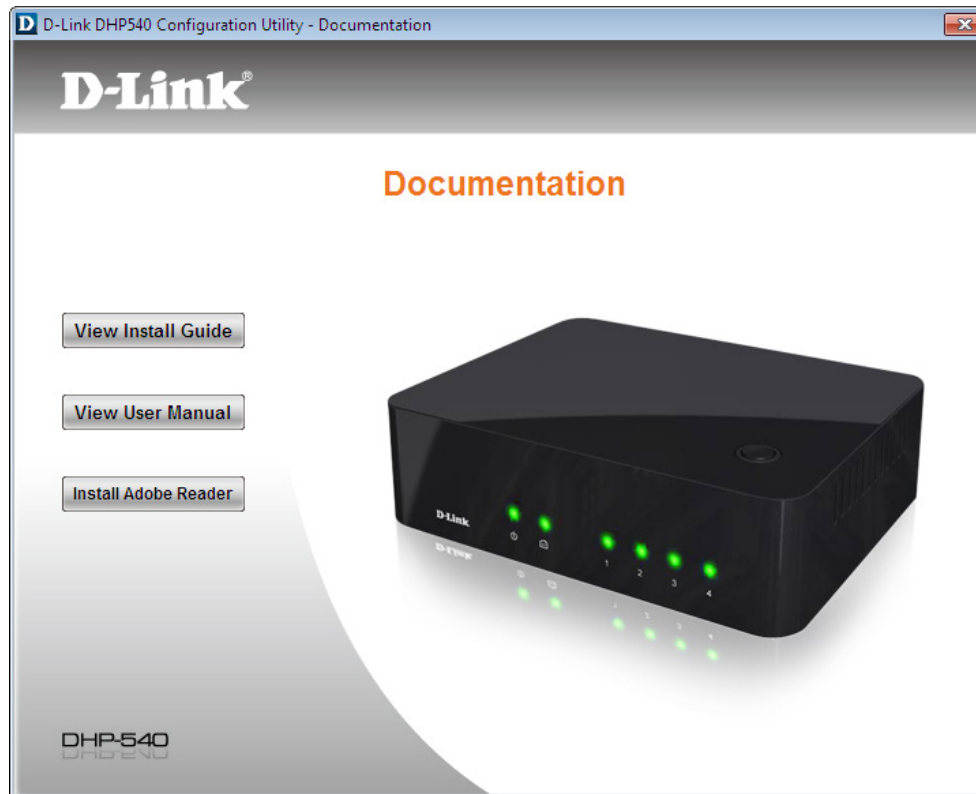 D-Link DHP540 Configuration Utility - Documentation
D-Link®
Documentation
View Install Guide
View User Manual
Install Adobe Reader
D-Link
1 2 3 4
DHP-540